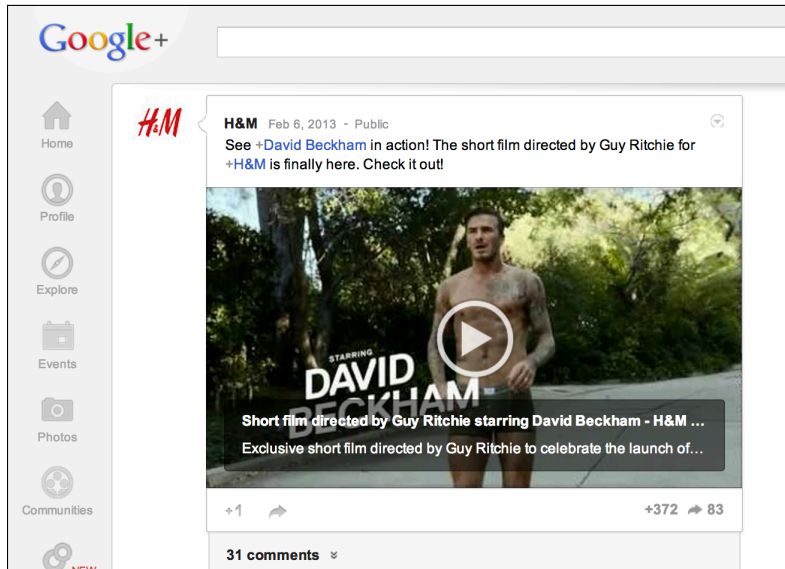 Google+
H&M
H&M Feb 6, 2013 - Public
See +David Beckham in action! The short film directed by Guy Ritchie for
+H&M is finally here. Check it out!
Home
Profile
Explore
Events
Photos
Communities
NEW
STARRING
DAVID
BECKHAM
Short film directed by Guy Ritchie starring David Beckham - H&M ...
Exclusive short film directed by Guy Ritchie to celebrate the launch of...
+1
+372 83
31 comments